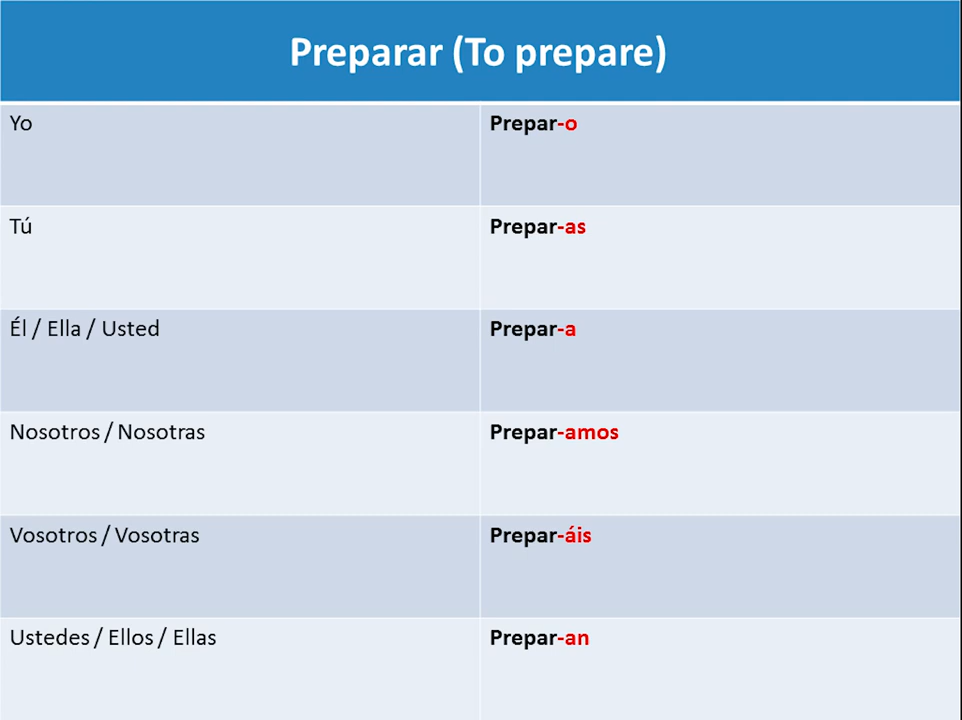 Preparar (To prepare)
Yo Prepar-o
Tú Prepar-as
Él / Ella / Usted Prepar-a
Nosotros / Nosotras Prepar-amos
Vosotros / Vosotras Prepar-áis
Ustedes / Ellos / Ellas Prepar-an